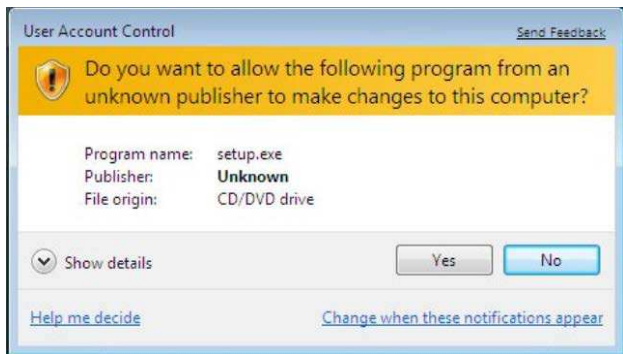 User Account Control
Send Feedback
Do you want to allow the following program from an
unknown publisher to make changes to this computer?
Program name: setup.exe
Publisher: Unknown
File origin: CD/DVD drive
Show details
Yes
No
Help me decide
Change when these notifications appear